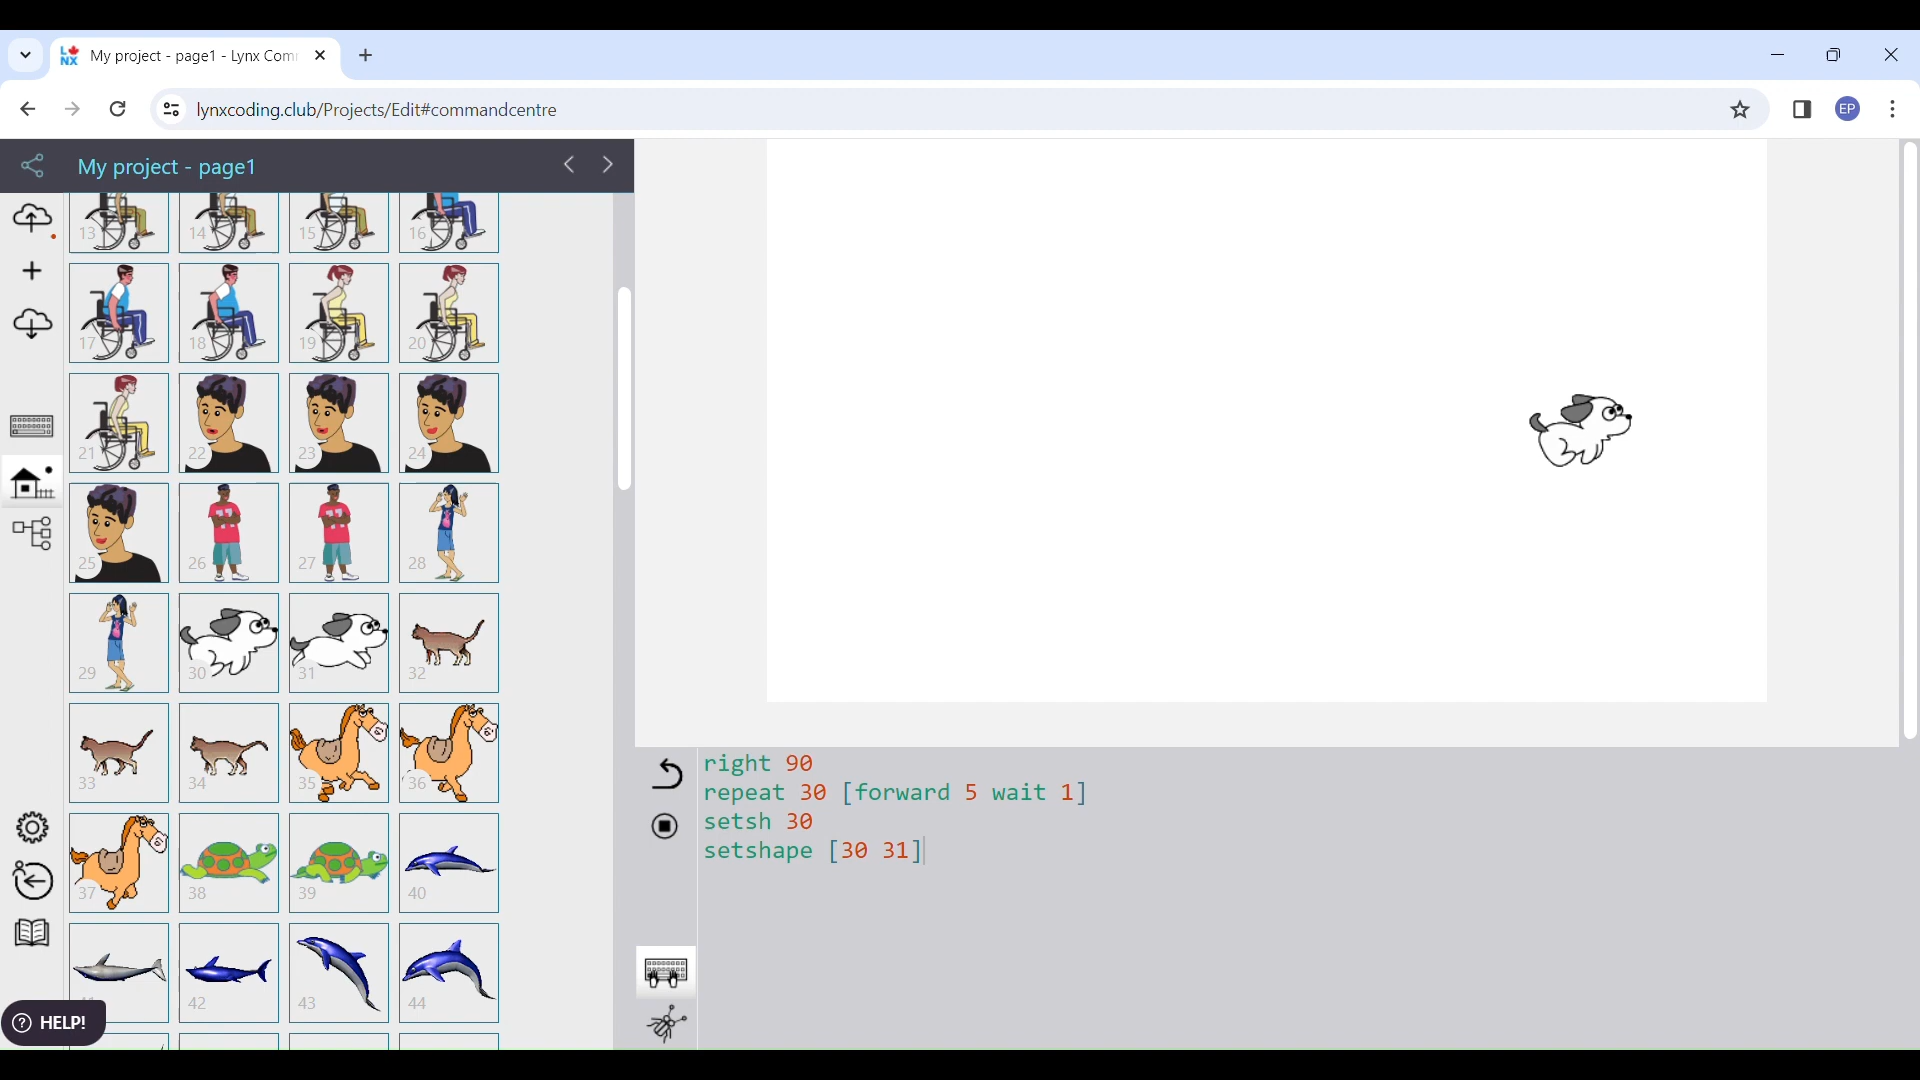 LYNX My project - page1 - Lynx Com
lynxcoding.club/Projects/Edit#commandcentre
EP
My project - page1
13 14 15 16
17 18 19 20
21 22 23 24
25 26 27 28
29 30 31 32
33 34 35 36
37 38 39 40
42 43 44
HELP!
right 90
repeat 30 [forward 5 wait 1]
setsh 30
setshape [30 31]